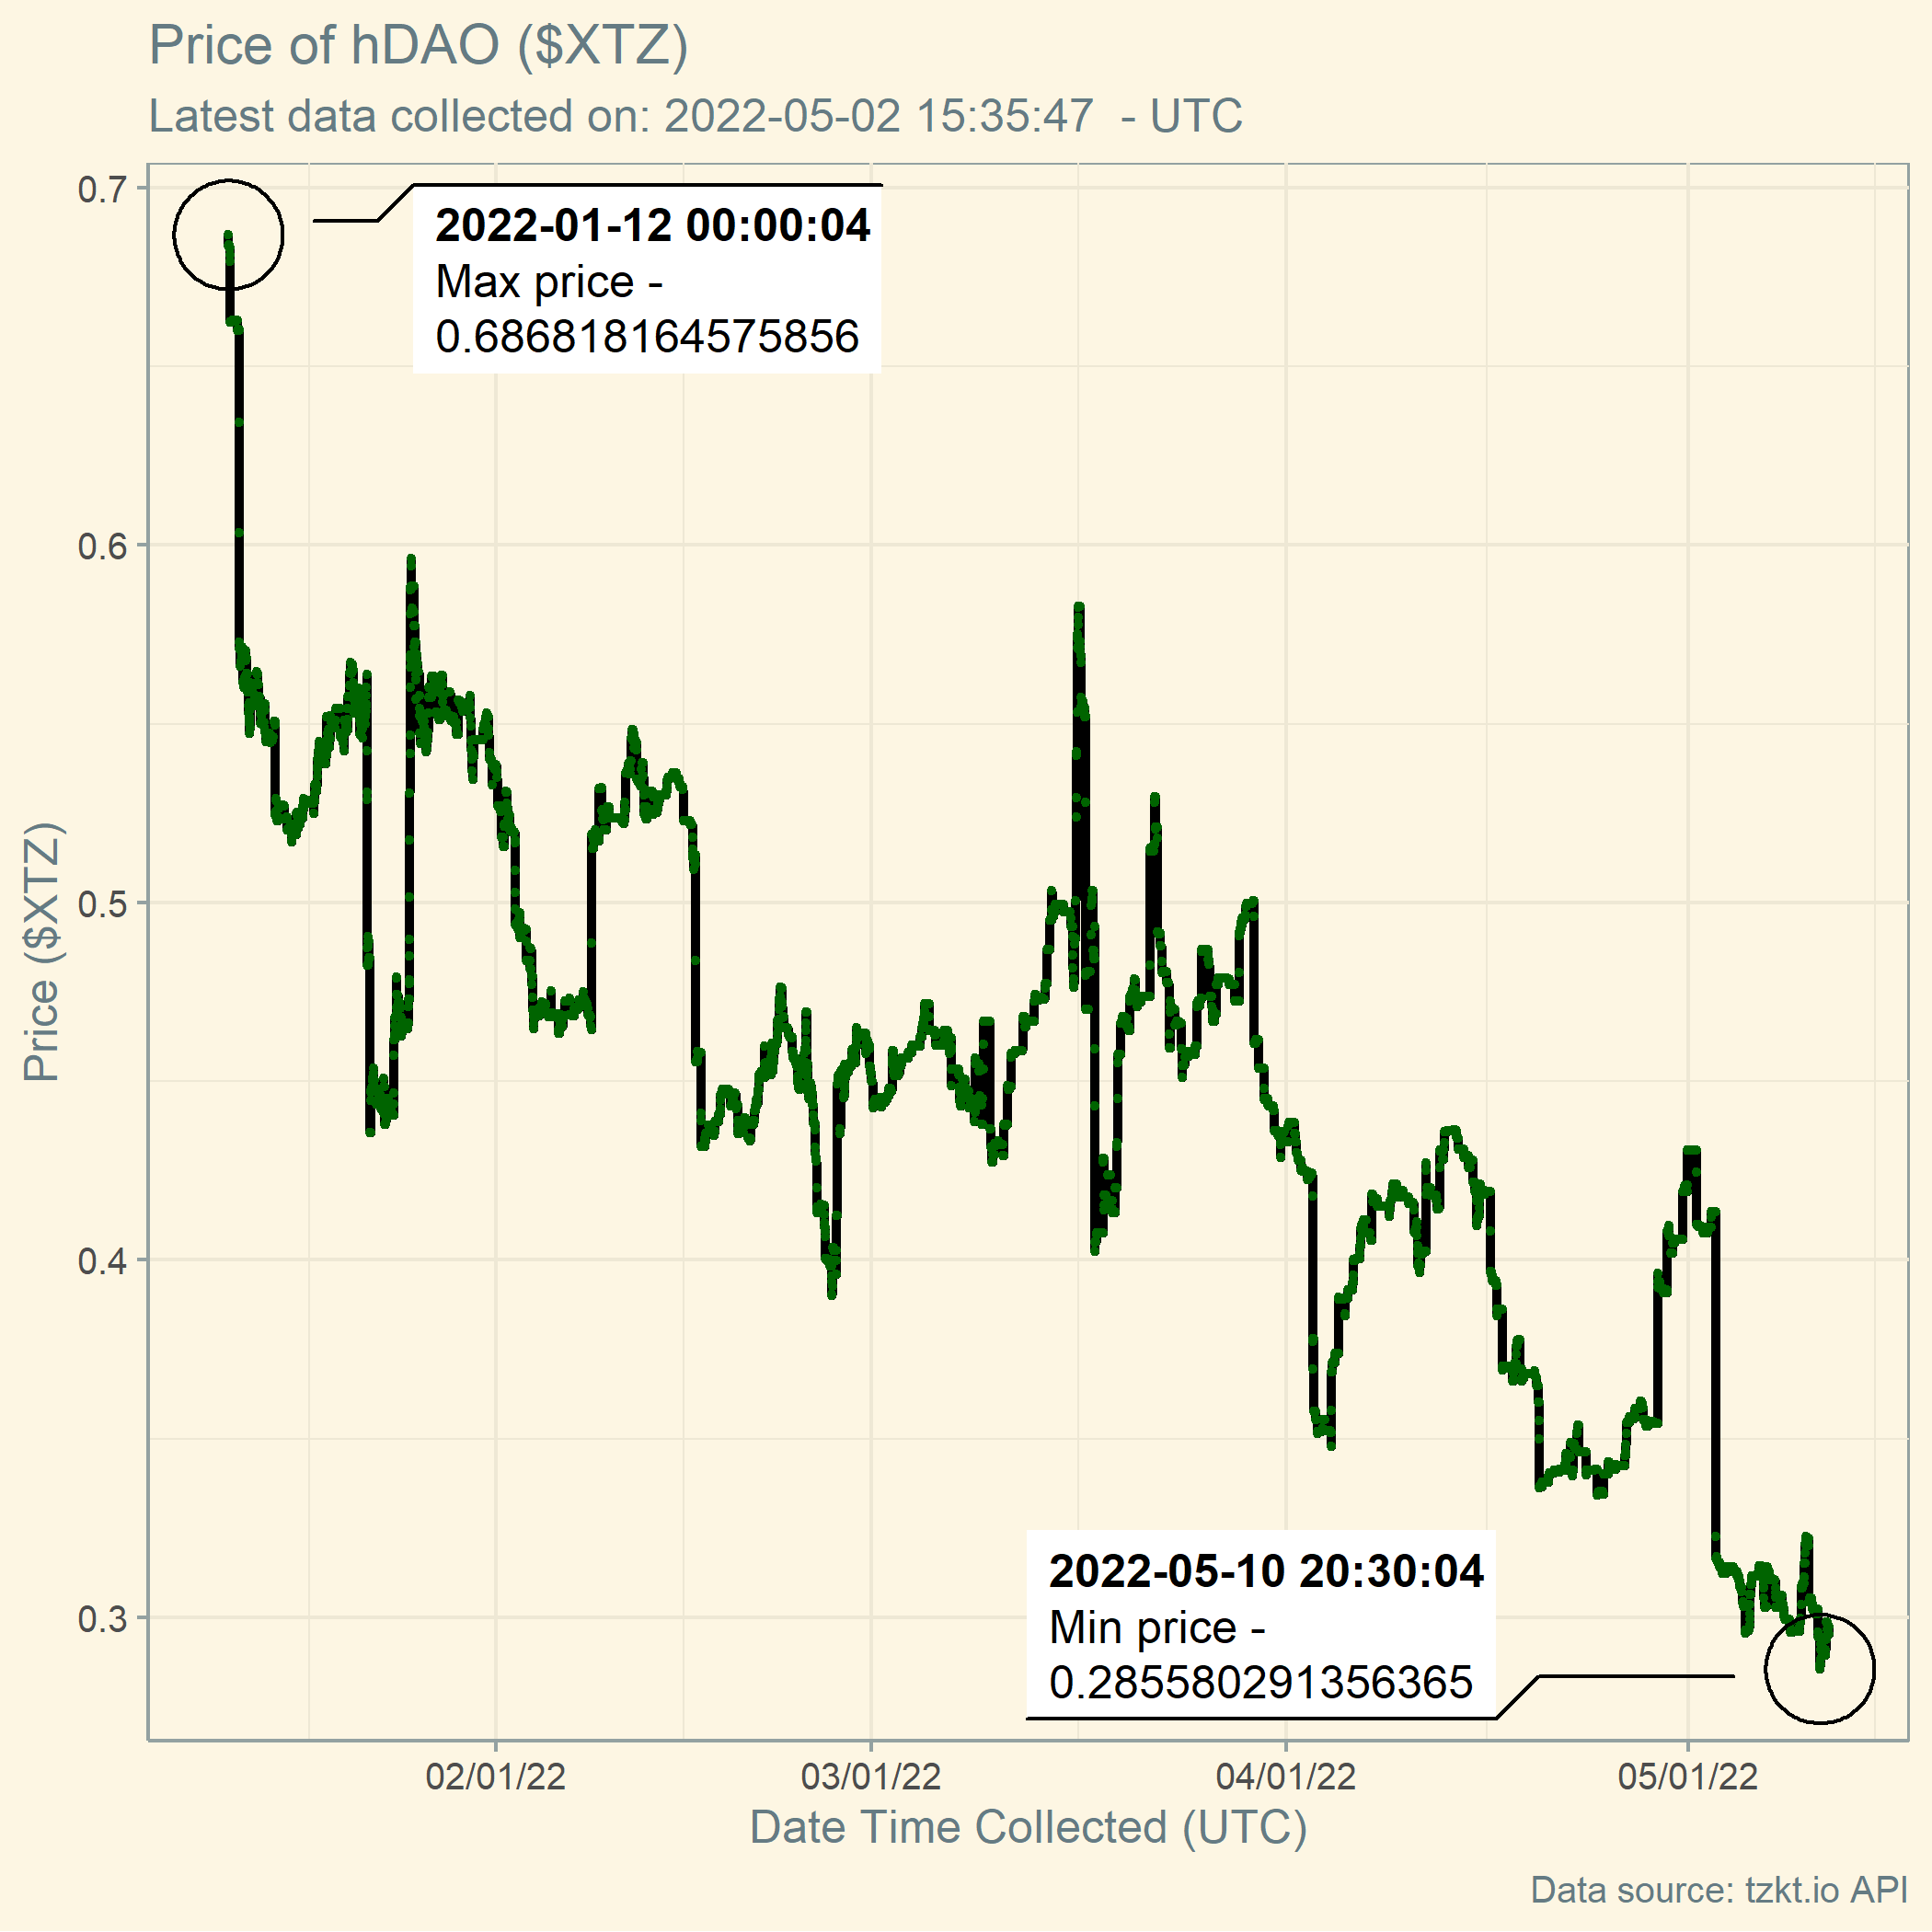 Price of hDAO ($XTZ)
Latest data collected on: 2022-05-02 15:35:47  - UTC
0.7
0.6
0.5
0.4
0.3
Price ($XTZ)
2022-01-12 00:00:04
Max price -
0.686818164575856
2022-05-10 20:30:04
Min price -
0.285580291356365
02/01/22
03/01/22
04/01/22
05/01/22
Date Time Collected (UTC)
Data source: tzkt.io API